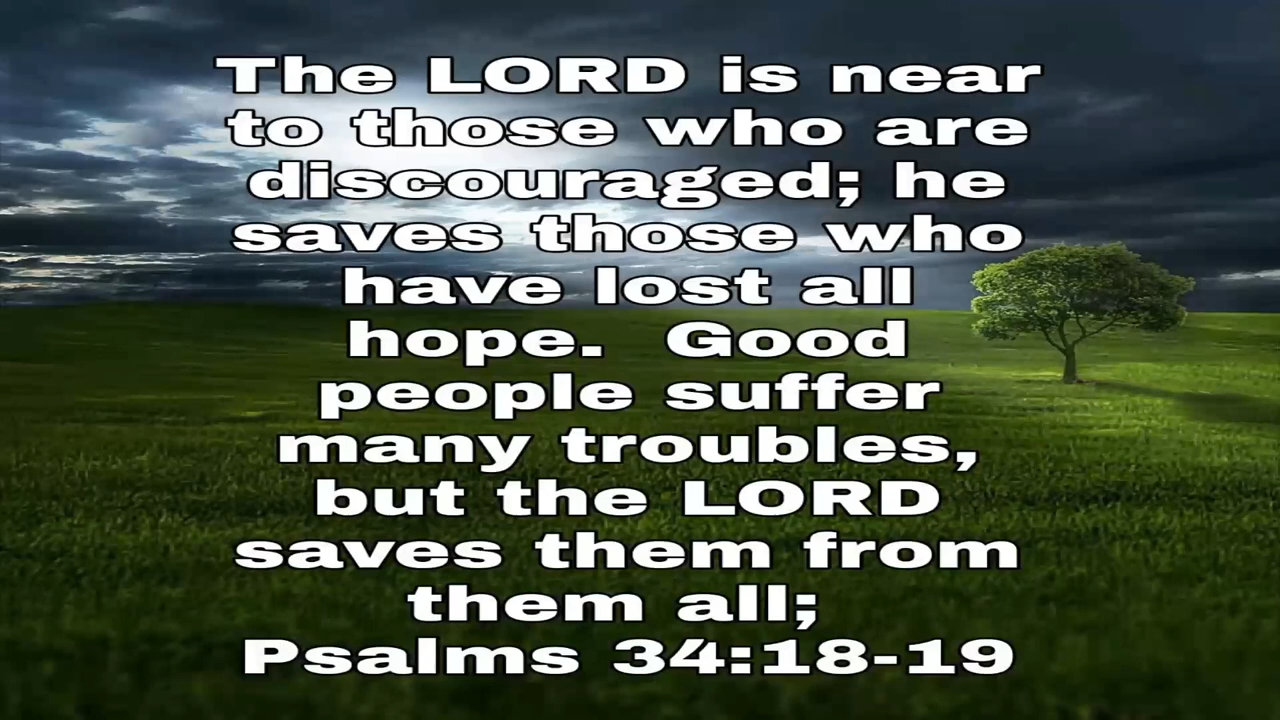 The LORD is near
to those who are
discouraged; he
saves those who
have lost all
hope.  Good
people suffer
many troubles,
but the LORD
saves them from
them all;
Psalms 34:18-19